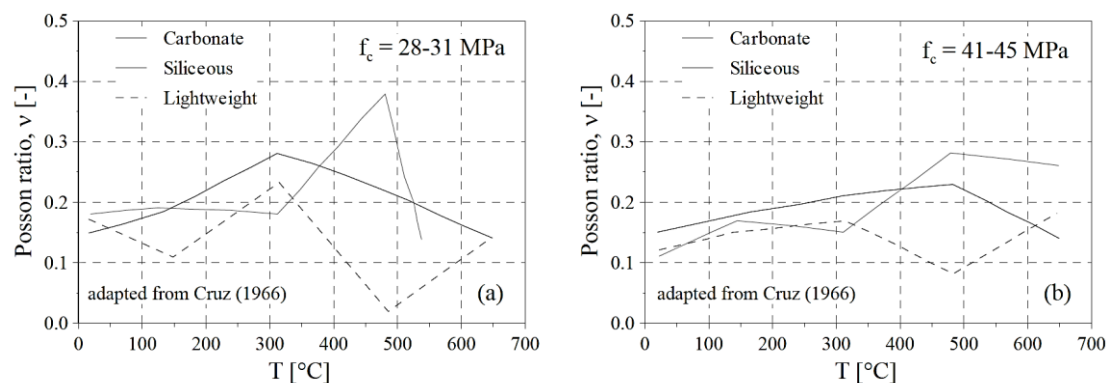 0.5
0.4
0.3
0.2
0.1
0.0
Posson ratio, ν [-]
Carbonate
Siliceous
Lightweight
f_c = 28-31 MPa
adapted from Cruz (1966)
(a)
0 100 200 300 400 500 600 700
T [°C]
0.5
0.4
0.3
0.2
0.1
0.0
Posson ratio, ν [-]
Carbonate
Siliceous
Lightweight
f_c = 41-45 MPa
adapted from Cruz (1966)
(b)
0 100 200 300 400 500 600 700
T [°C]